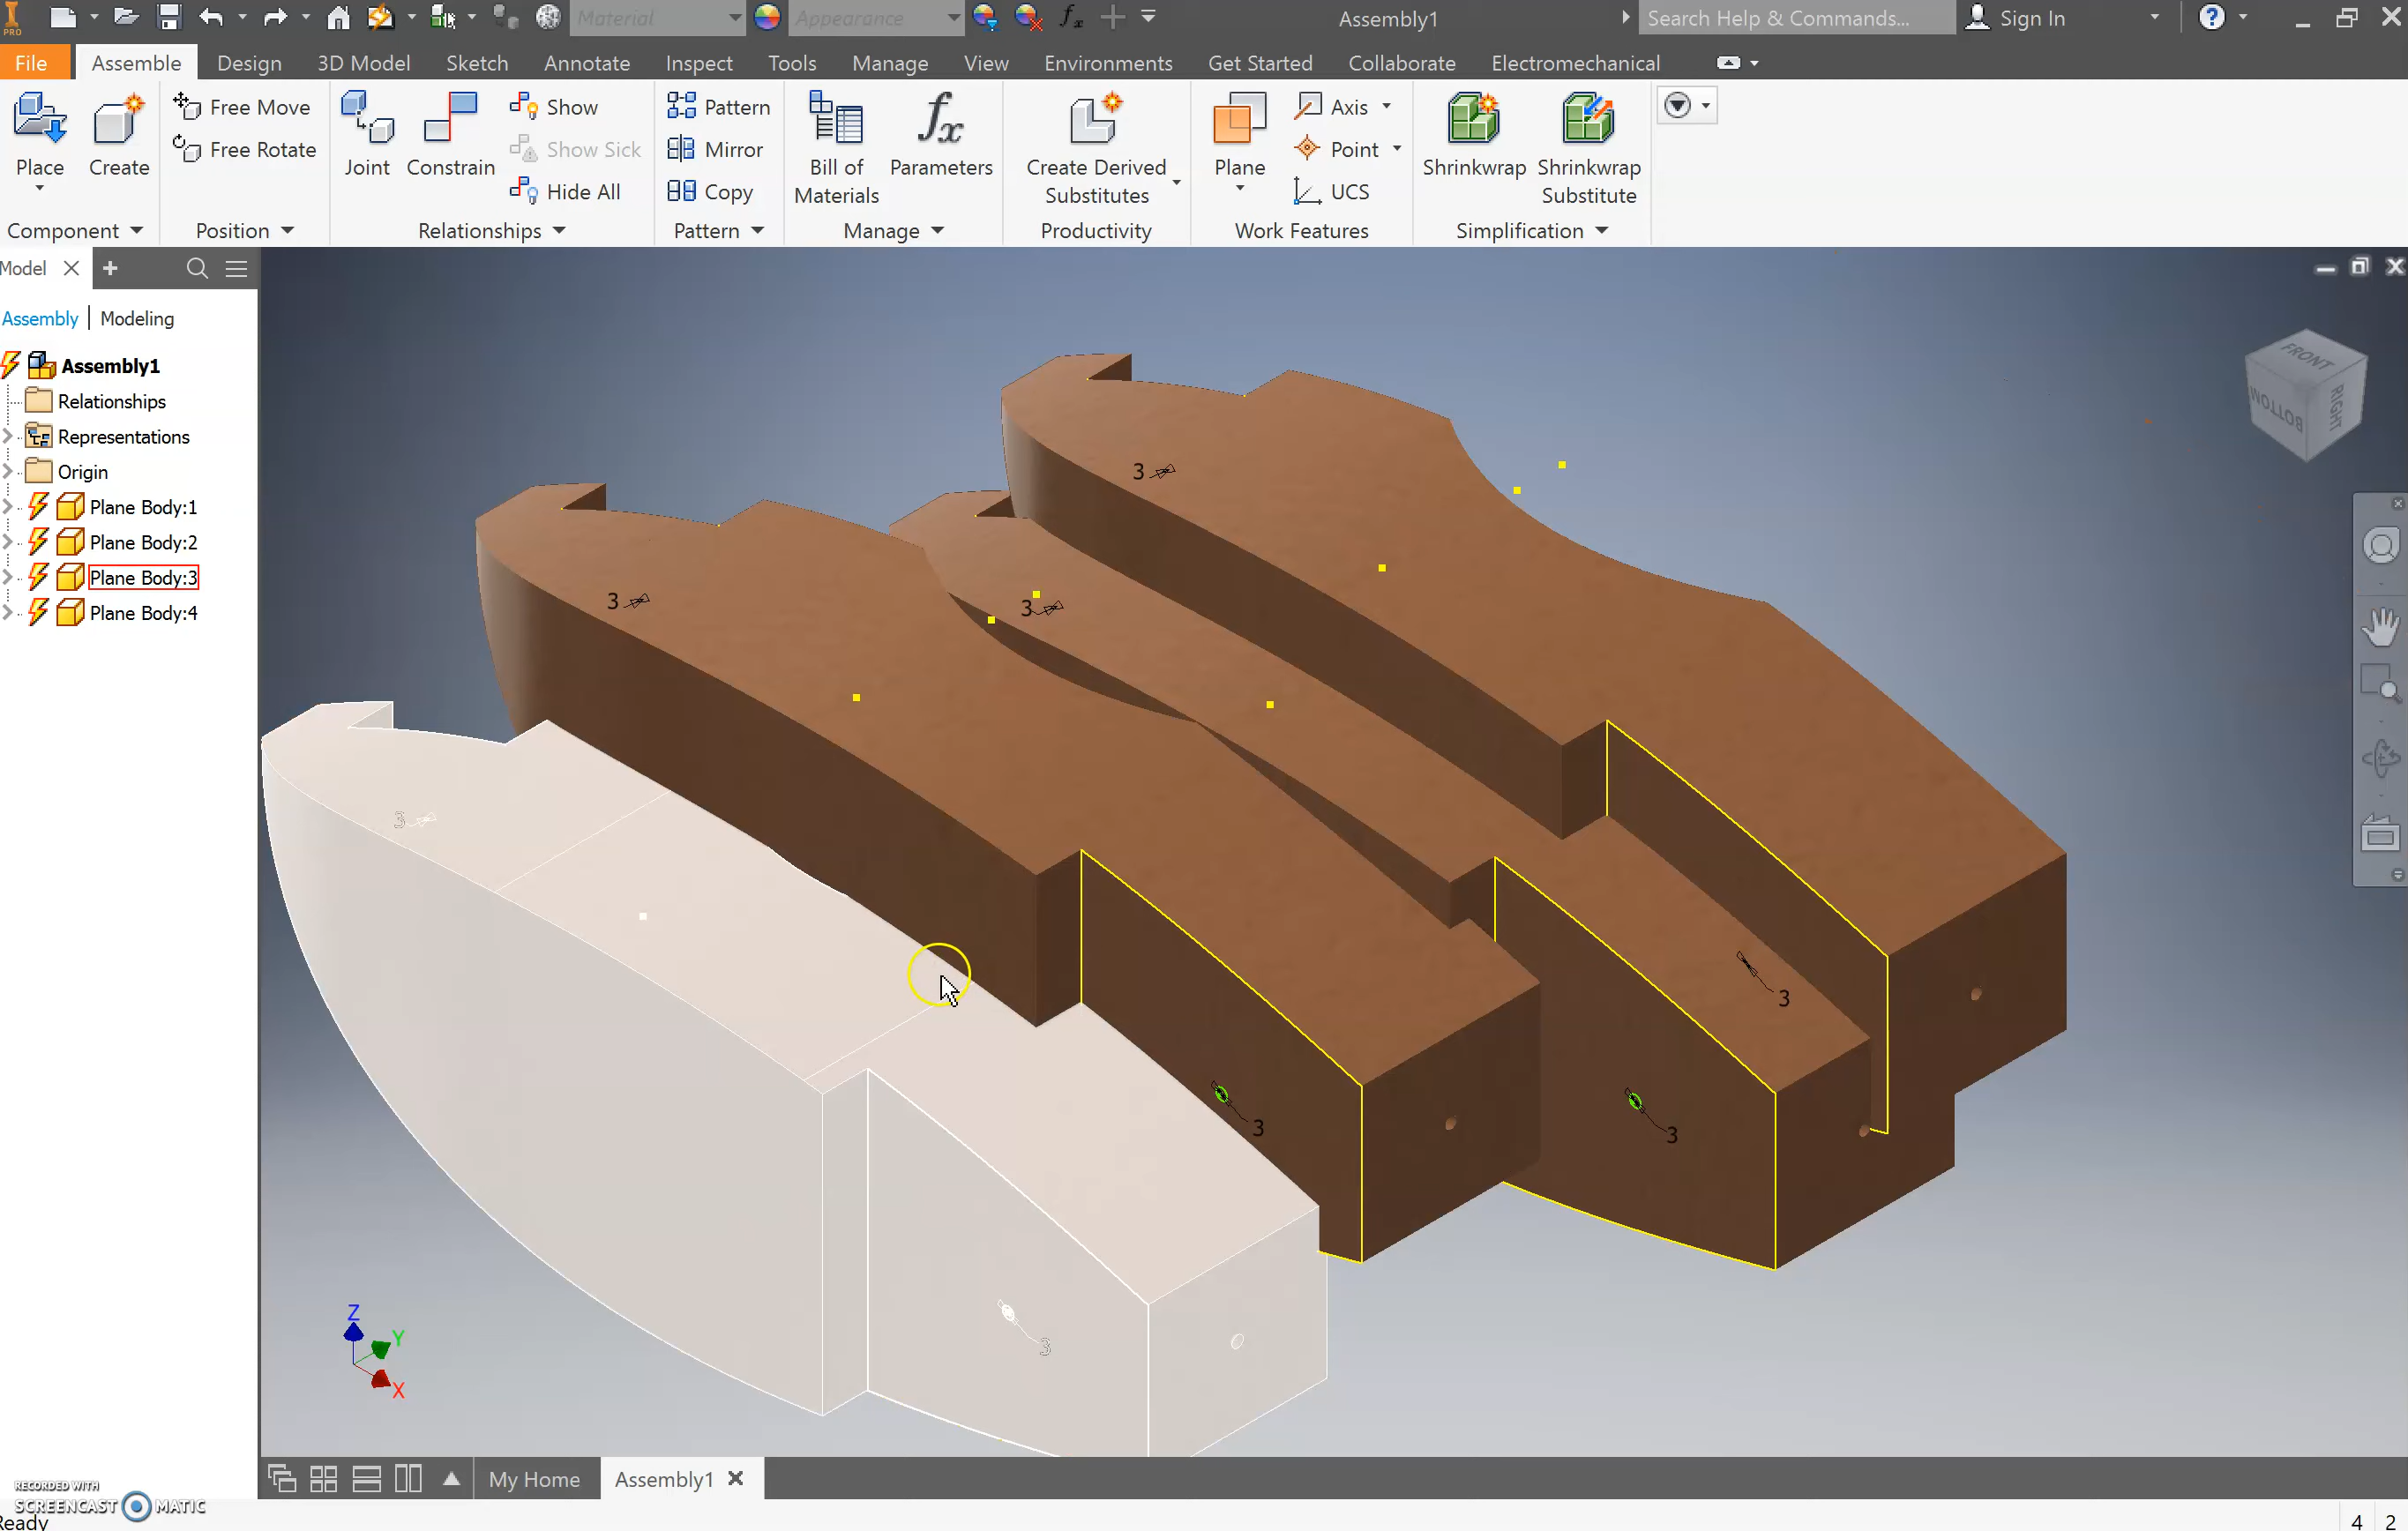 PRO
Material
Appearance
Assembly1
Search Help & Commands...
Sign In
File
Assemble
Design
3D Model
Sketch
Annotate
Inspect
Tools
Manage
View
Environments
Get Started
Collaborate
Electromechanical
Place
Create
Free Move
Free Rotate
Joint
Constrain
Show
Show Sick
Hide All
Pattern
Mirror
Copy
Bill of
Materials
Parameters
Create Derived
Substitutes
Plane
Axis
Point
UCS
Shrinkwrap
Shrinkwrap
Substitute
Component
Position
Relationships
Pattern
Manage
Productivity
Work Features
Simplification
Model
Assembly
Modeling
Assembly1
Relationships
Representations
Origin
Plane Body:1
Plane Body:2
Plane Body:3
Plane Body:4
FRONT
BOTTOM
RIGHT
3
3
3
3
3
3
3
3
Z
Y
X
My Home
Assembly1
RECORDED WITH
SCREENCAST MATIC
Ready
4 2